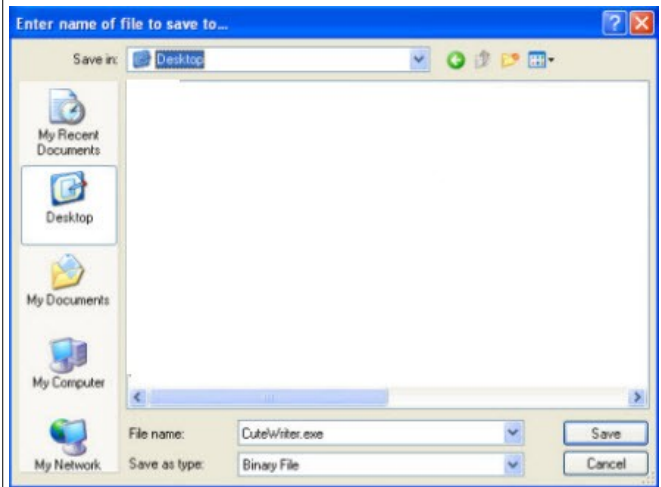 Enter name of file to save to...
Save in: Desktop
My Recent
Documents
Desktop
My Documents
My Computer
My Network
File name: CuteWriter.exe Save
Save as type: Binary File Cancel